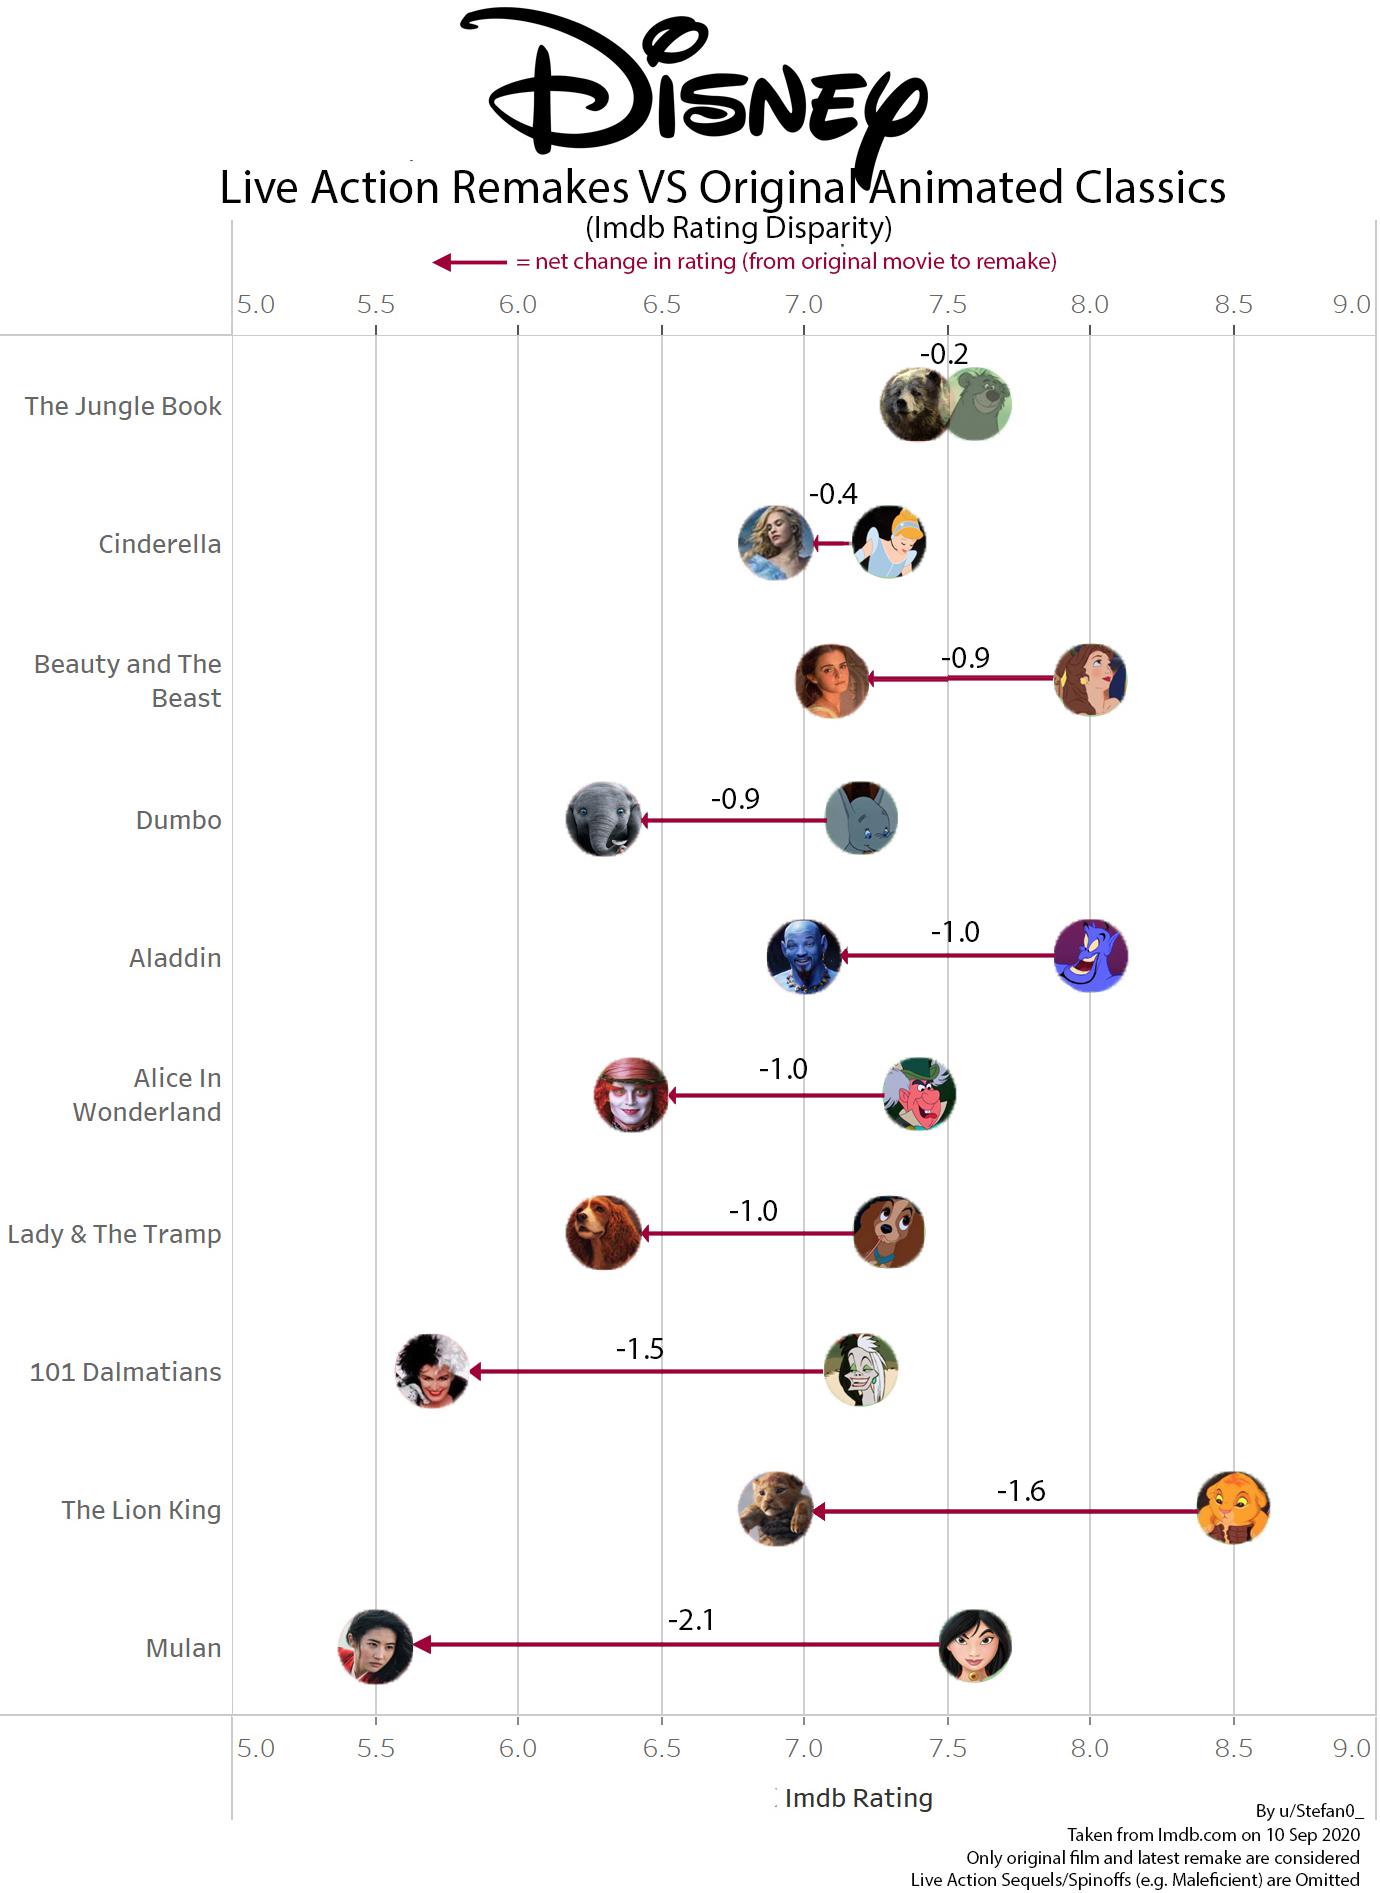 Disney
Live Action Remakes VS Original Animated Classics
(Imdb Rating Disparity)
= net change in rating (from original movie to remake)
5.0 5.5 6.0 6.5 7.0 7.5 8.0 8.5 9.0
-0.2
The Jungle Book
-0.4
Cinderella
Beauty and The
Beast
-0.9
-0.9
Dumbo
-1.0
Aladdin
-1.0
Alice In
Wonderland
-1.0
Lady & The Tramp
-1.5
101 Dalmatians
-1.6
The Lion King
-2.1
Mulan
5.0 5.5 6.0 6.5 7.0 7.5 8.0 8.5 9.0
Imdb Rating
By u/Stefan0_
Taken from Imdb.com on 10 Sep 2020
Only original film and latest remake are considered
Live Action Sequels/Spinoffs (e.g. Maleficient) are Omitted